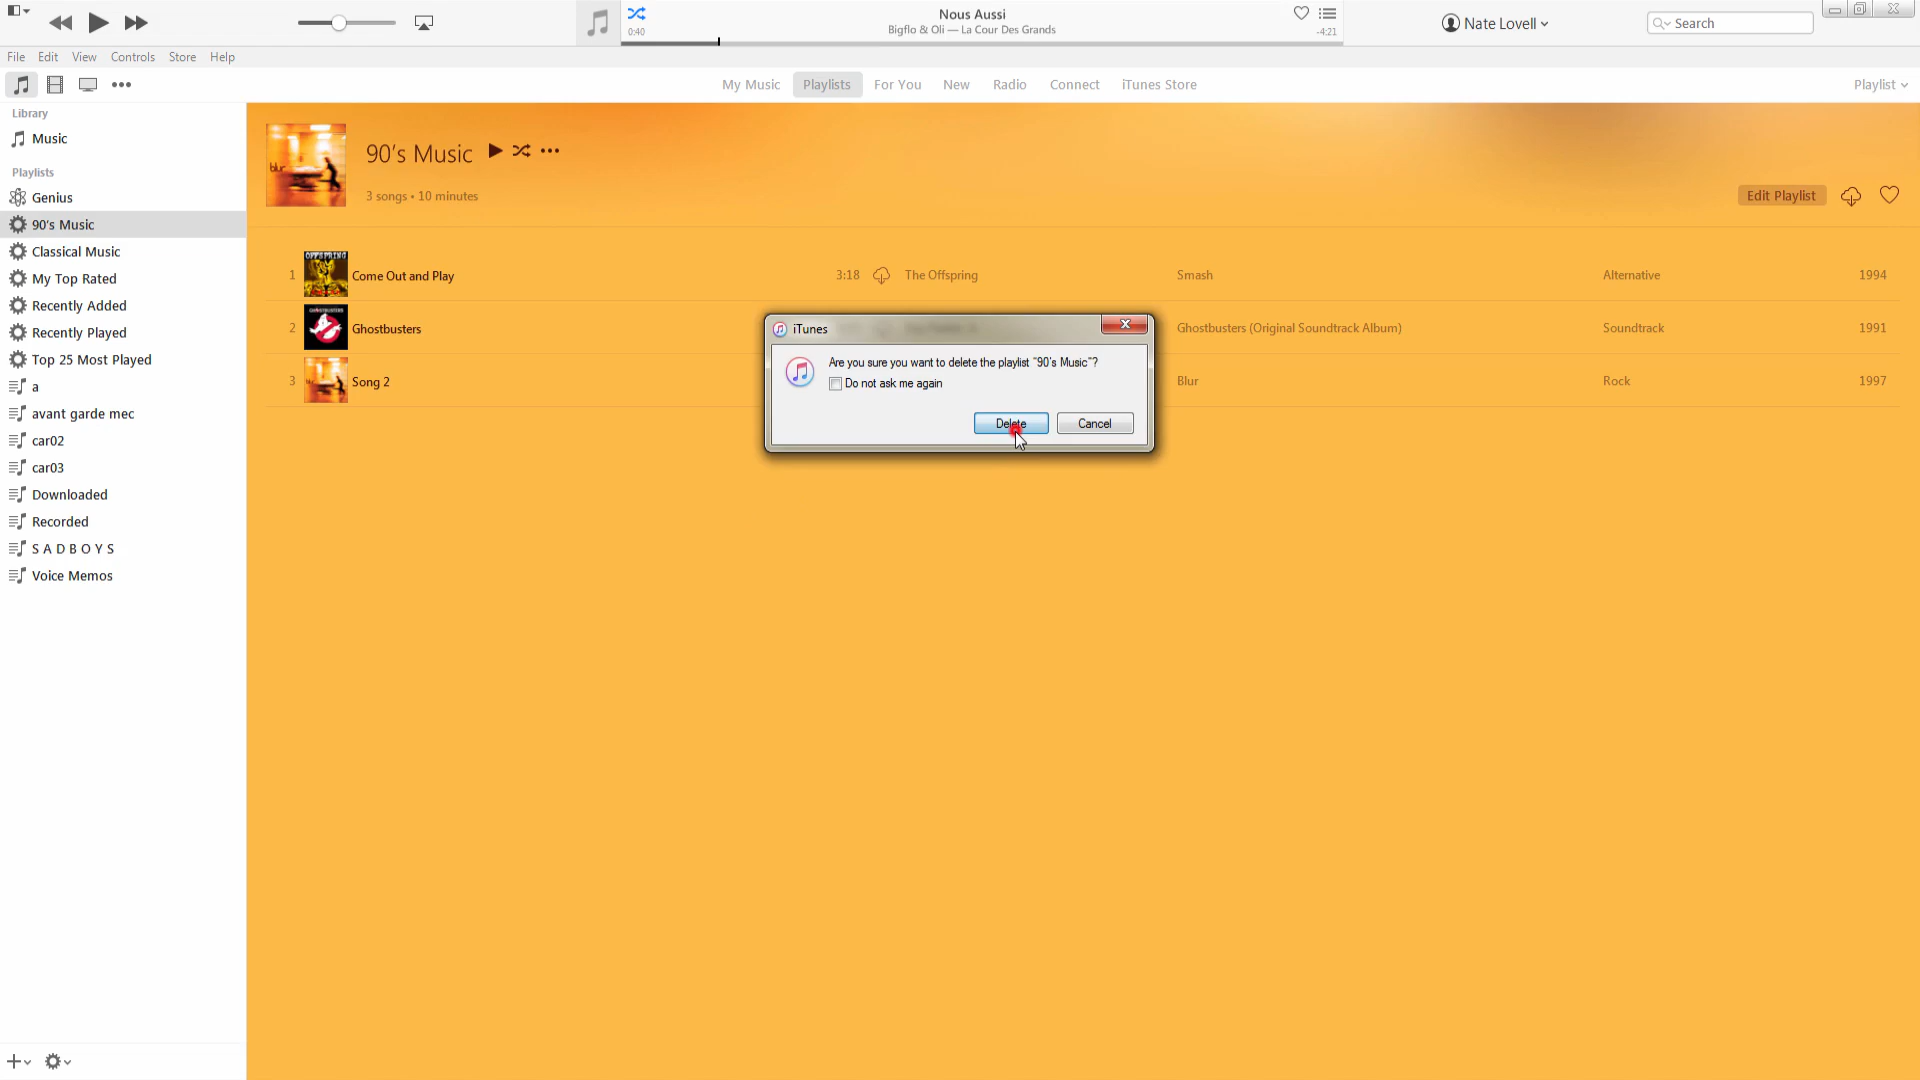 Nous Aussi
Bigflo & Oli — La Cour Des Grands
0:40
-4:21
Nate Lovell
Search
File Edit View Controls Store Help
My Music Playlists For You New Radio Connect iTunes Store
Playlist
Library
Music
Playlists
Genius
90's Music
Classical Music
My Top Rated
Recently Added
Recently Played
Top 25 Most Played
a
avant garde mec
car02
car03
Downloaded
Recorded
S A D B O Y S
Voice Memos
blur
90's Music
3 songs • 10 minutes
Edit Playlist
1 OFFSPRING Come Out and Play 3:18 The Offspring Smash Alternative 1994
2 Ghostbusters Ghostbusters (Original Soundtrack Album) Soundtrack 1991
3 Song 2 Blur Rock 1997
iTunes
Are you sure you want to delete the playlist "90's Music"?
Do not ask me again
Delete Cancel